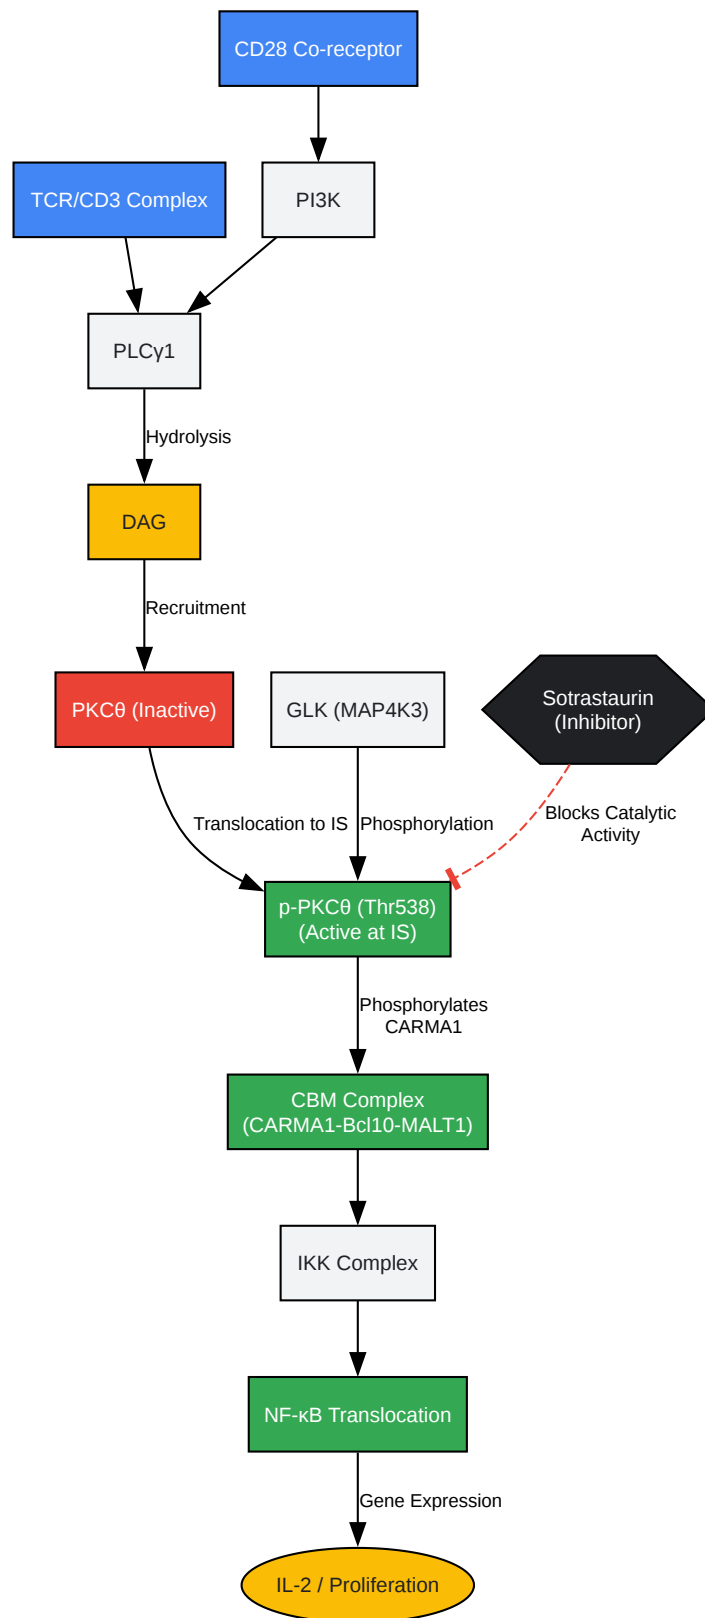 CD28 Co-receptor
TCR/CD3 Complex
PI3K
PLCγ1
Hydrolysis
DAG
Recruitment
PKCθ (Inactive)
GLK (MAP4K3)
Sotrastaurin
(Inhibitor)
Translocation to IS
Phosphorylation
Blocks Catalytic
Activity
p-PKCθ (Thr538)
(Active at IS)
Phosphorylates
CARMA1
CBM Complex
(CARMA1-Bcl10-MALT1)
IKK Complex
NF-κB Translocation
Gene Expression
IL-2 / Proliferation